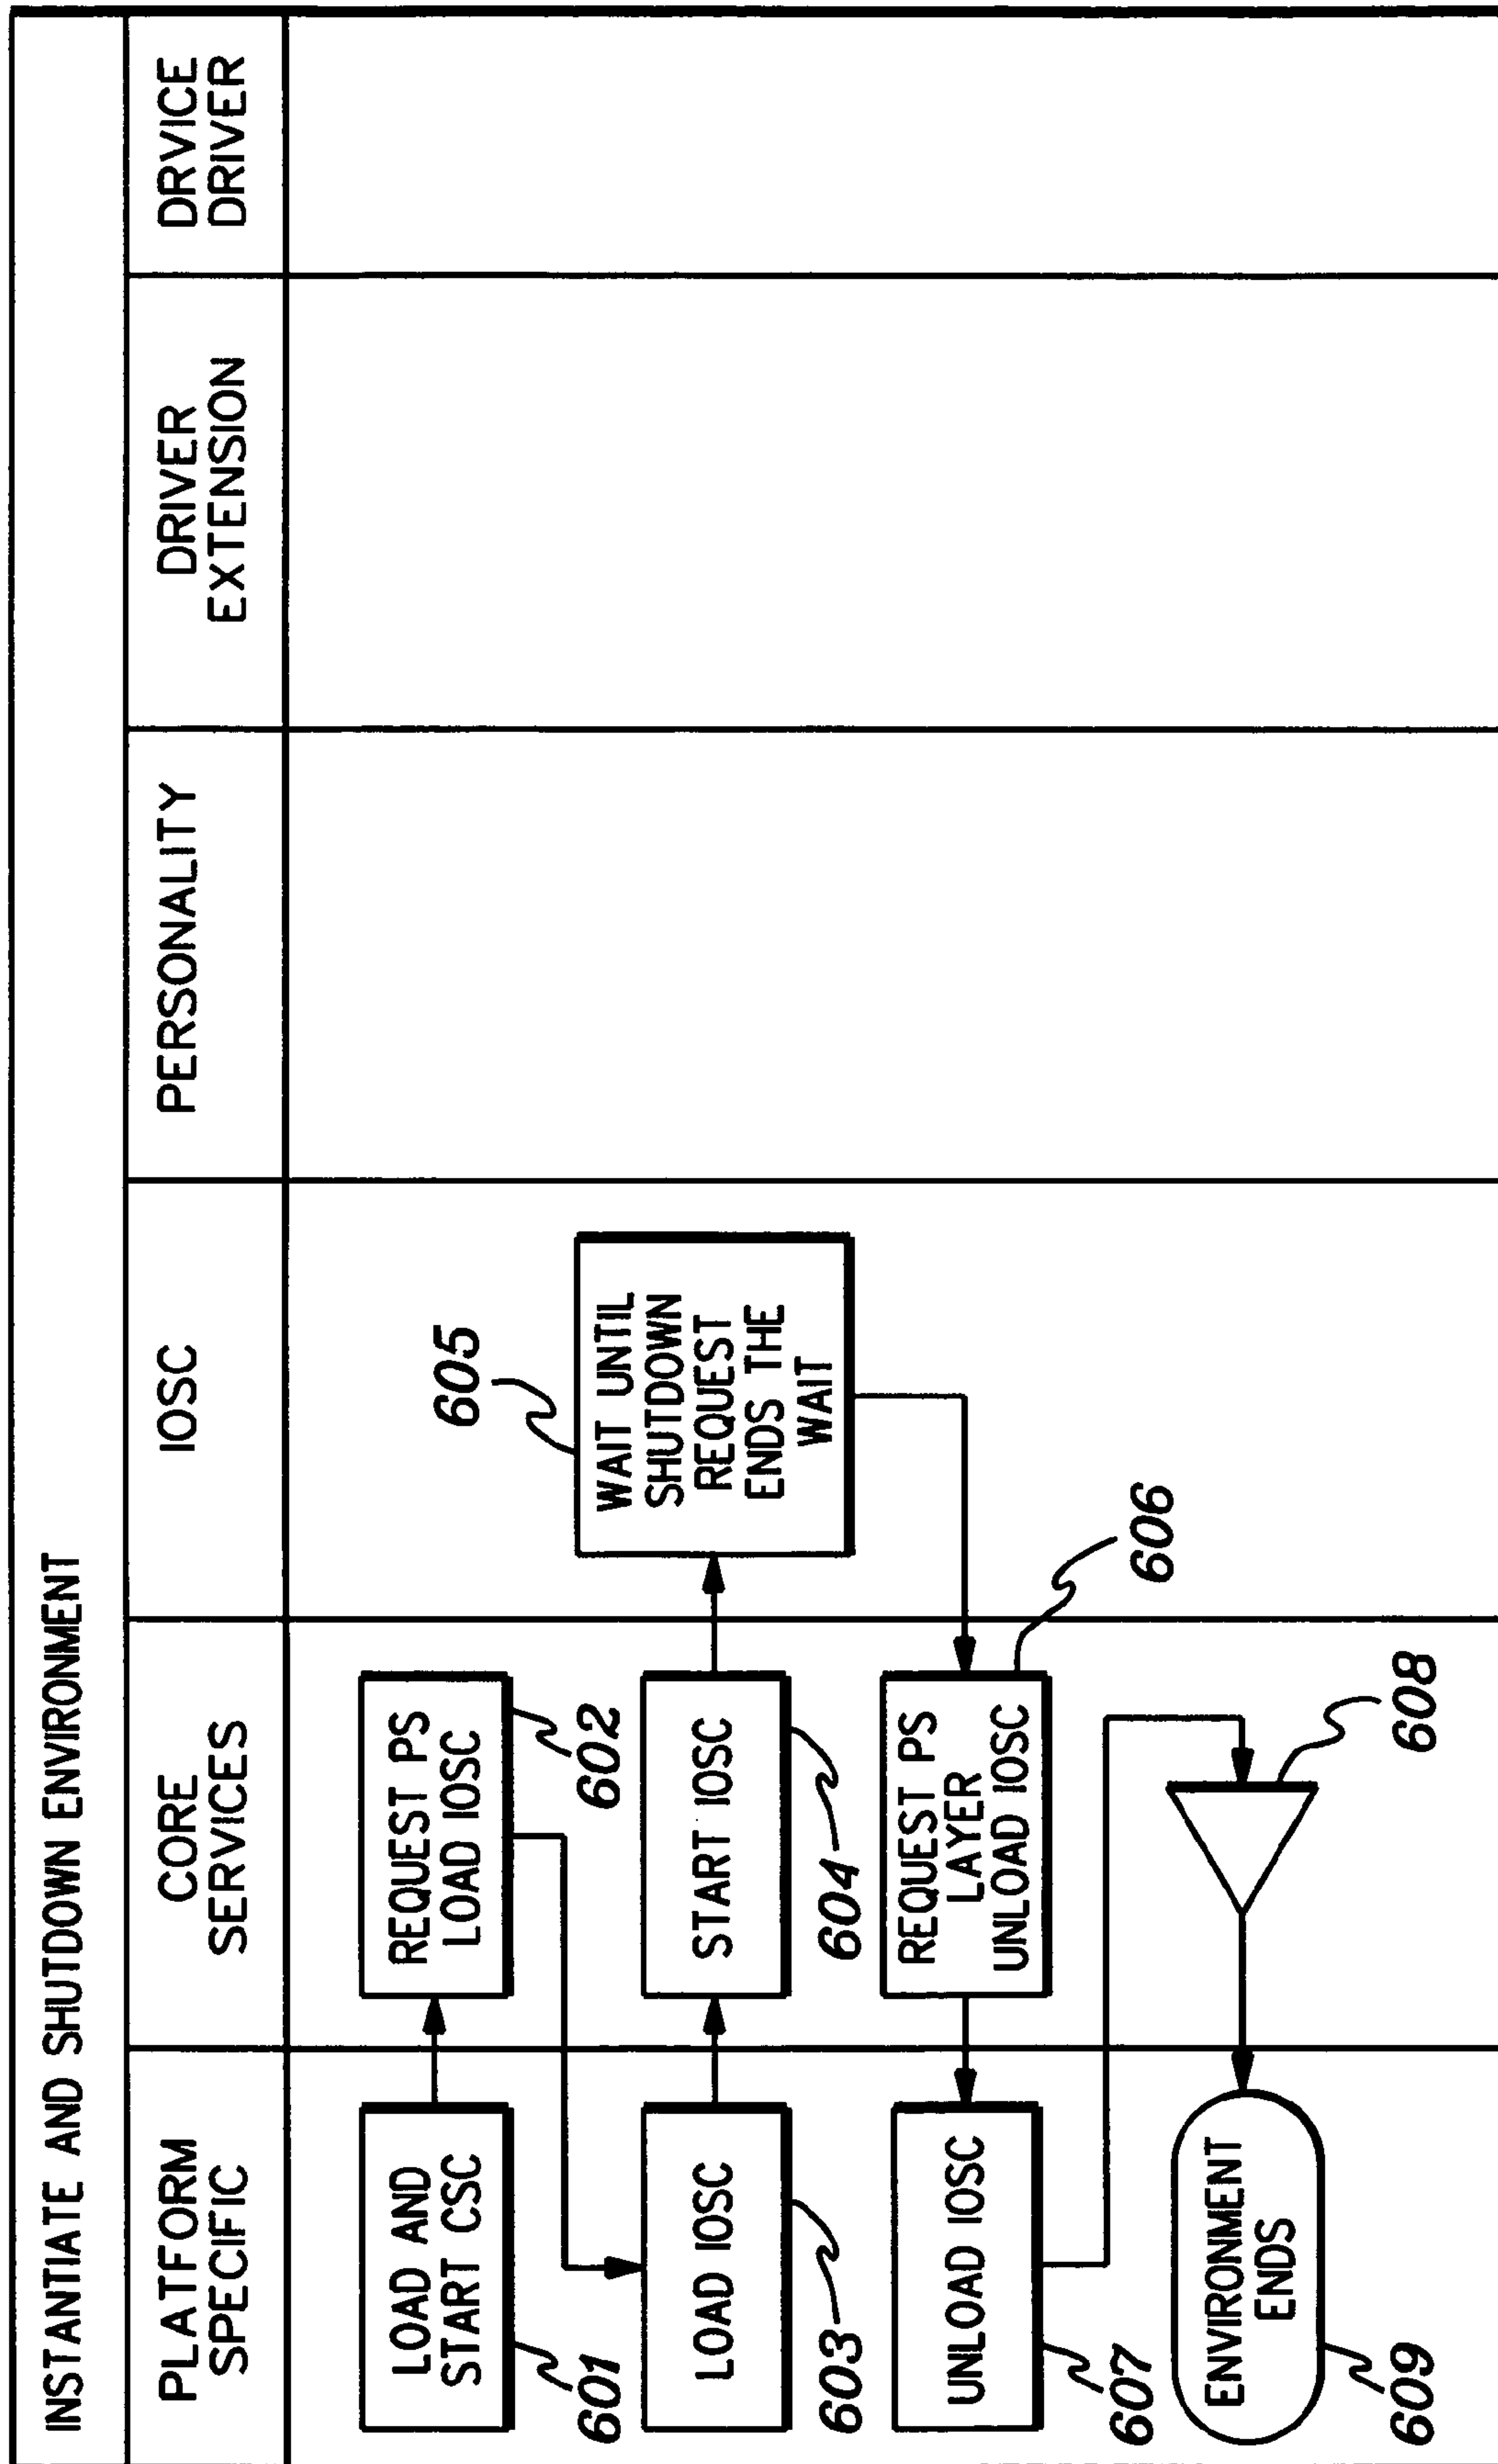 INSTANTIATE AND SHUTDOWN ENVIRONMENT
PLATFORM
SPECIFIC
CORE
SERVICES
IOSC
PERSONALITY
DRIVER
EXTENSION
DRVICE
DRIVER
LOAD AND
START CSC
601
REQUEST PS
LOAD IOSC
602
LOAD IOSC
603
START IOSC
604
605
WAIT UNTIL
SHUTDOWN
REQUEST
ENDS THE
WAIT
REQUEST PS
LAYER
UNLOAD IOSC
606
UNLOAD IOSC
607
608
ENVIRONMENT
ENDS
609